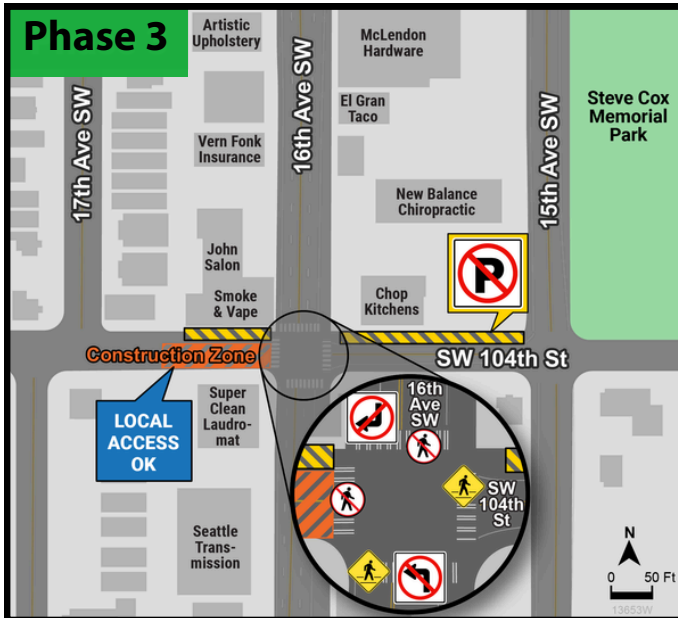 Phase 3
Artistic
Upholstery
McLendon
Hardware
El Gran
Taco
Steve Cox
Memorial
Park
17th Ave SW
16th Ave SW
15th Ave SW
Vern Fonk
Insurance
New Balance
Chiropractic
John
Salon
P
Smoke
& Vape
Chop
Kitchens
Construction Zone
SW 104th St
LOCAL
ACCESS
OK
Super
Clean
Laudro-
mat
16th
Ave
SW
SW
104th
St
Seattle
Trans-
mission
N
0 50 Ft
13653W